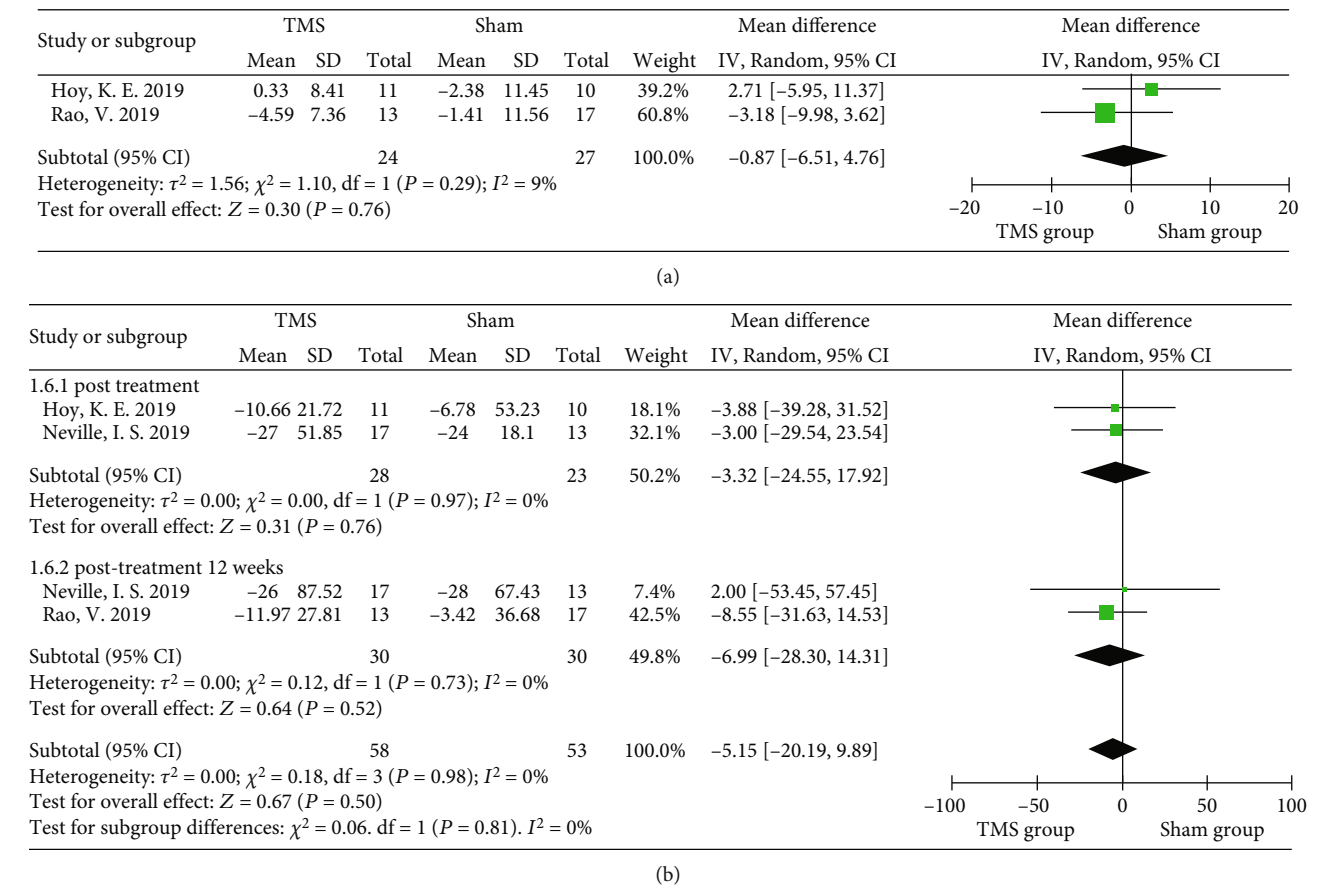 Study or subgroup TMS Sham Mean difference Mean difference
Mean SD Total Mean SD Total Weight IV, Random, 95% CI IV, Random, 95% CI
Hoy, K. E. 2019 0.33 8.41 11 –2.38 11.45 10 39.2% 2.71 [–5.95, 11.37]
Rao, V. 2019 –4.59 7.36 13 –1.41 11.56 17 60.8% –3.18 [–9.98, 3.62]
Subtotal (95% CI) 24 27 100.0% –0.87 [–6.51, 4.76]
Heterogeneity: τ² = 1.56; χ² = 1.10, df = 1 (P = 0.29); I² = 9%
Test for overall effect: Z = 0.30 (P = 0.76)
–20 –10 0 10 20
TMS group Sham group
(a)
Study or subgroup TMS Sham Mean difference Mean difference
Mean SD Total Mean SD Total Weight IV, Random, 95% CI IV, Random, 95% CI
1.6.1 post treatment
Hoy, K. E. 2019 –10.66 21.72 11 –6.78 53.23 10 18.1% –3.88 [–39.28, 31.52]
Neville, I. S. 2019 –27 51.85 17 –24 18.1 13 32.1% –3.00 [–29.54, 23.54]
Subtotal (95% CI) 28 23 50.2% –3.32 [–24.55, 17.92]
Heterogeneity: τ² = 0.00; χ² = 0.00, df = 1 (P = 0.97); I² = 0%
Test for overall effect: Z = 0.31 (P = 0.76)
1.6.2 post-treatment 12 weeks
Neville, I. S. 2019 –26 87.52 17 –28 67.43 13 7.4% 2.00 [–53.45, 57.45]
Rao, V. 2019 –11.97 27.81 13 –3.42 36.68 17 42.5% –8.55 [–31.63, 14.53]
Subtotal (95% CI) 30 30 49.8% –6.99 [–28.30, 14.31]
Heterogeneity: τ² = 0.00; χ² = 0.12, df = 1 (P = 0.73); I² = 0%
Test for overall effect: Z = 0.64 (P = 0.52)
Subtotal (95% CI) 58 53 100.0% –5.15 [–20.19, 9.89]
Heterogeneity: τ² = 0.00; χ² = 0.18, df = 3 (P = 0.98); I² = 0%
Test for overall effect: Z = 0.67 (P = 0.50)
Test for subgroup differences: χ² = 0.06. df = 1 (P = 0.81). I² = 0%
–100 –50 0 50 100
TMS group Sham group
(b)